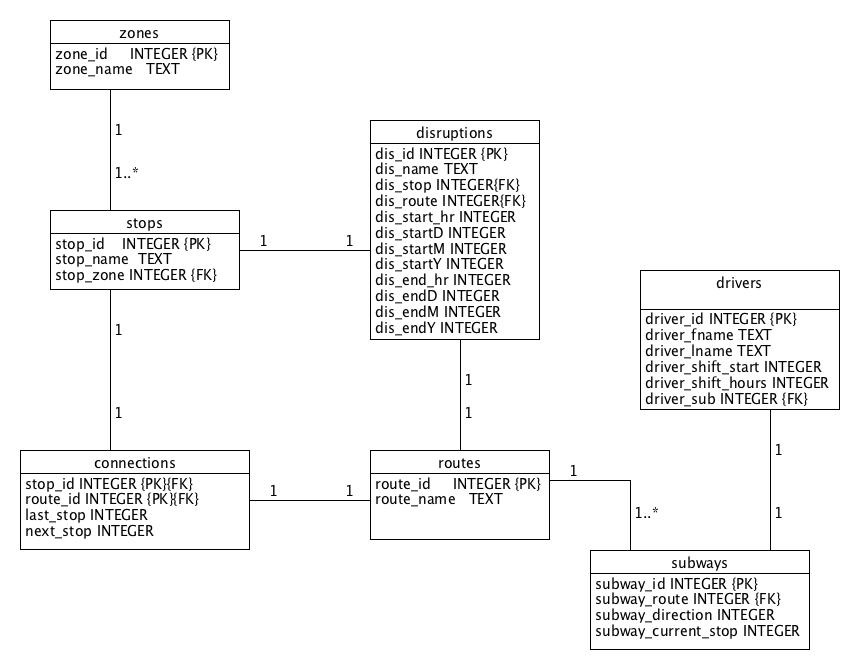 zones
zone_id INTEGER {PK}
zone_name TEXT
1
1..*
stops
stop_id INTEGER {PK}
stop_name TEXT
stop_zone INTEGER {FK}
1
1
disruptions
dis_id INTEGER {PK}
dis_name TEXT
dis_stop INTEGER{FK}
dis_route INTEGER{FK}
dis_start_hr INTEGER
dis_startD INTEGER
dis_startM INTEGER
dis_startY INTEGER
dis_end_hr INTEGER
dis_endD INTEGER
dis_endM INTEGER
dis_endY INTEGER
drivers
driver_id INTEGER {PK}
driver_fname TEXT
driver_lname TEXT
driver_shift_start INTEGER
driver_shift_hours INTEGER
driver_sub INTEGER {FK}
1
1
1
1
connections
stop_id INTEGER {PK}{FK}
route_id INTEGER {PK}{FK}
last_stop INTEGER
next_stop INTEGER
1
1
routes
route_id INTEGER {PK}
route_name TEXT
1
1..*
1
1
subways
subway_id INTEGER {PK}
subway_route INTEGER {FK}
subway_direction INTEGER
subway_current_stop INTEGER